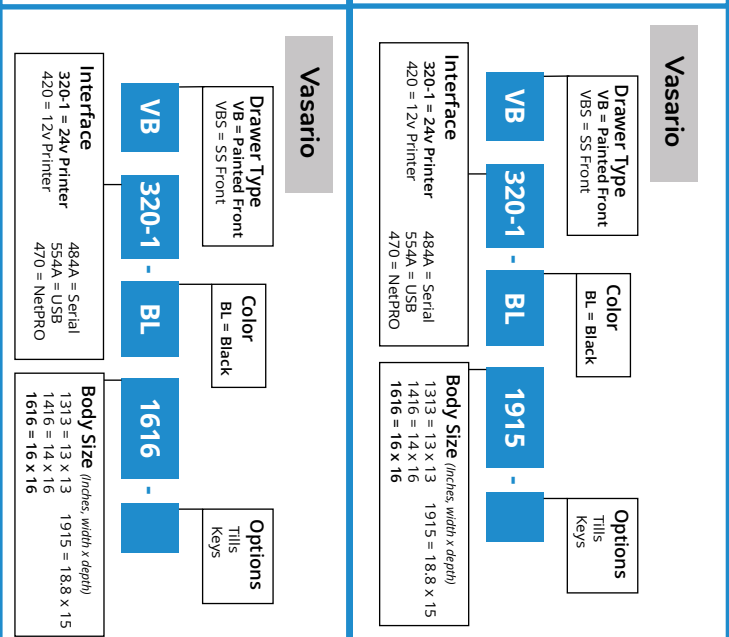 Vasario
Drawer Type
VB = Painted Front
VBS = SS Front
Color
BL = Black
Options
Tills
Keys
VB 320-1 - BL 1915 -
Interface
320-1 = 24v Printer 484A = Serial
420 = 12v Printer 554A = USB
470 = NetPRO
Body Size (Inches, width x depth)
1313 = 13 x 13 1915 = 18.8 x 15
1416 = 14 x 16
1616 = 16 x 16
Vasario
Drawer Type
VB = Painted Front
VBS = SS Front
Color
BL = Black
Options
Tills
Keys
VB 320-1 - BL 1616 -
Interface
320-1 = 24v Printer 484A = Serial
420 = 12v Printer 554A = USB
470 = NetPRO
Body Size (Inches, width x depth)
1313 = 13 x 13 1915 = 18.8 x 15
1416 = 14 x 16
1616 = 16 x 16